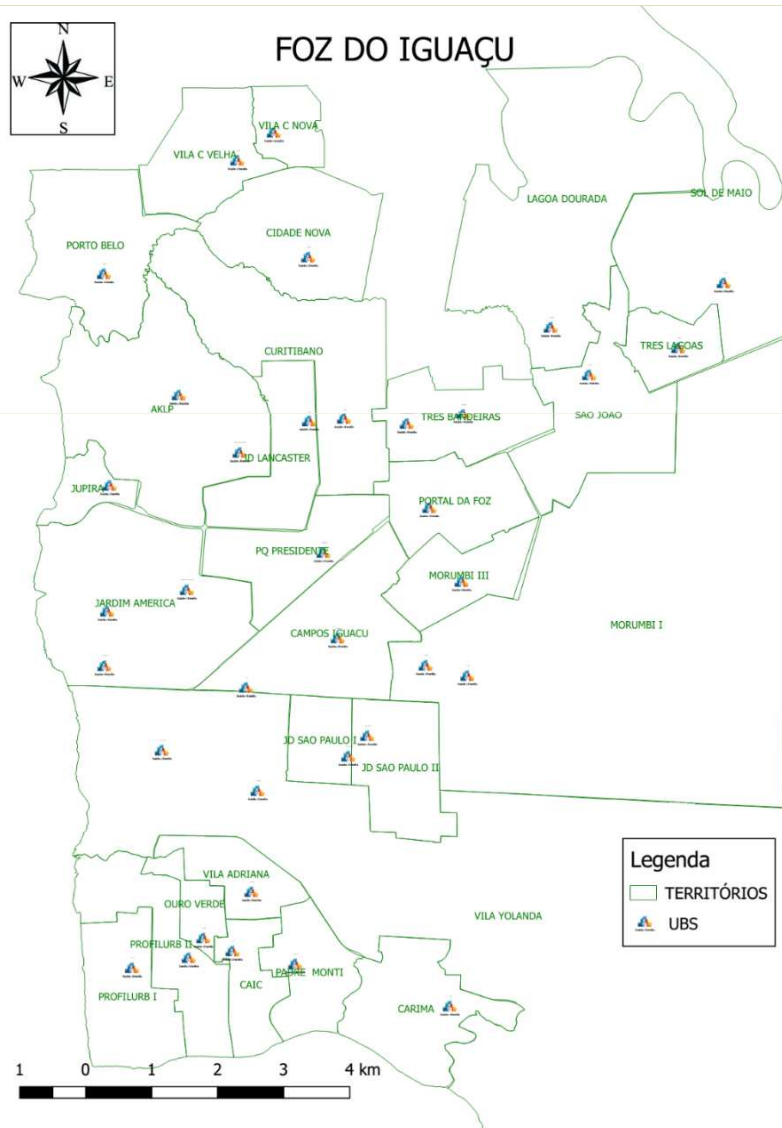 FOZ DO IGUAÇU
N
W E
S
VILA C NOVA
VILA C VELHA
LAGOA DOURADA
SOL DE MAIO
CIDADE NOVA
PORTO BELO
TRES LAGOAS
CURITIBANO
AKLP
TRES BANDEIRAS
SAO JOAO
JD LANCASTER
JUPIRA
PORTAL DA FOZ
PQ PRESIDENTE
MORUMBI III
JARDIM AMERICA
MORUMBI I
CAMPOS IGUACU
JD SAO PAULO I
JD SAO PAULO II
VILA ADRIANA
OURO VERDE
VILA YOLANDA
PROFILURB II
PADRE MONTI
CAIC
PROFILURB I
CARIMA
Legenda
TERRITÓRIOS
UBS
1 0 1 2 3 4 km